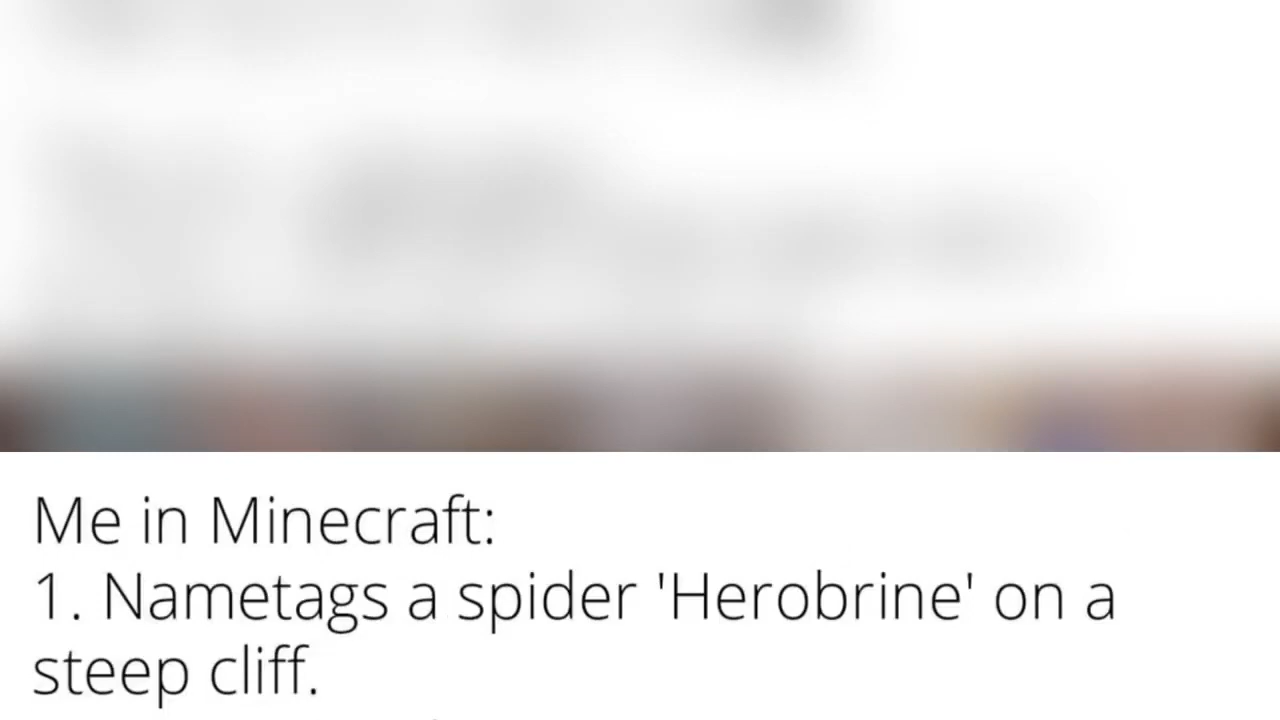 Me in Minecraft:
1. Nametags a spider 'Herobrine' on a
steep cliff.